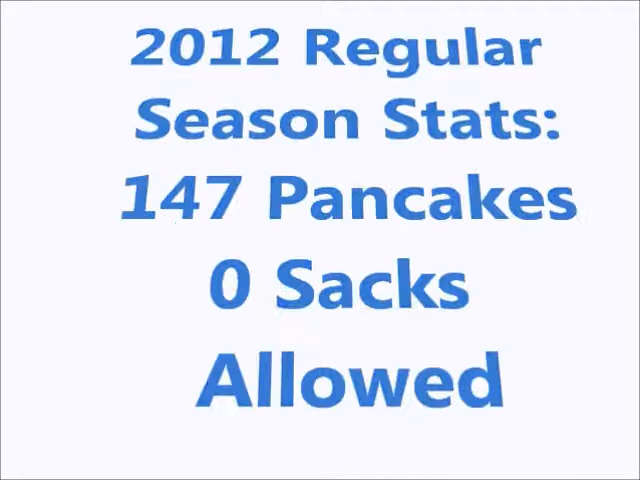 2012 Regular
Season Stats:
147 Pancakes
0 Sacks
Allowed